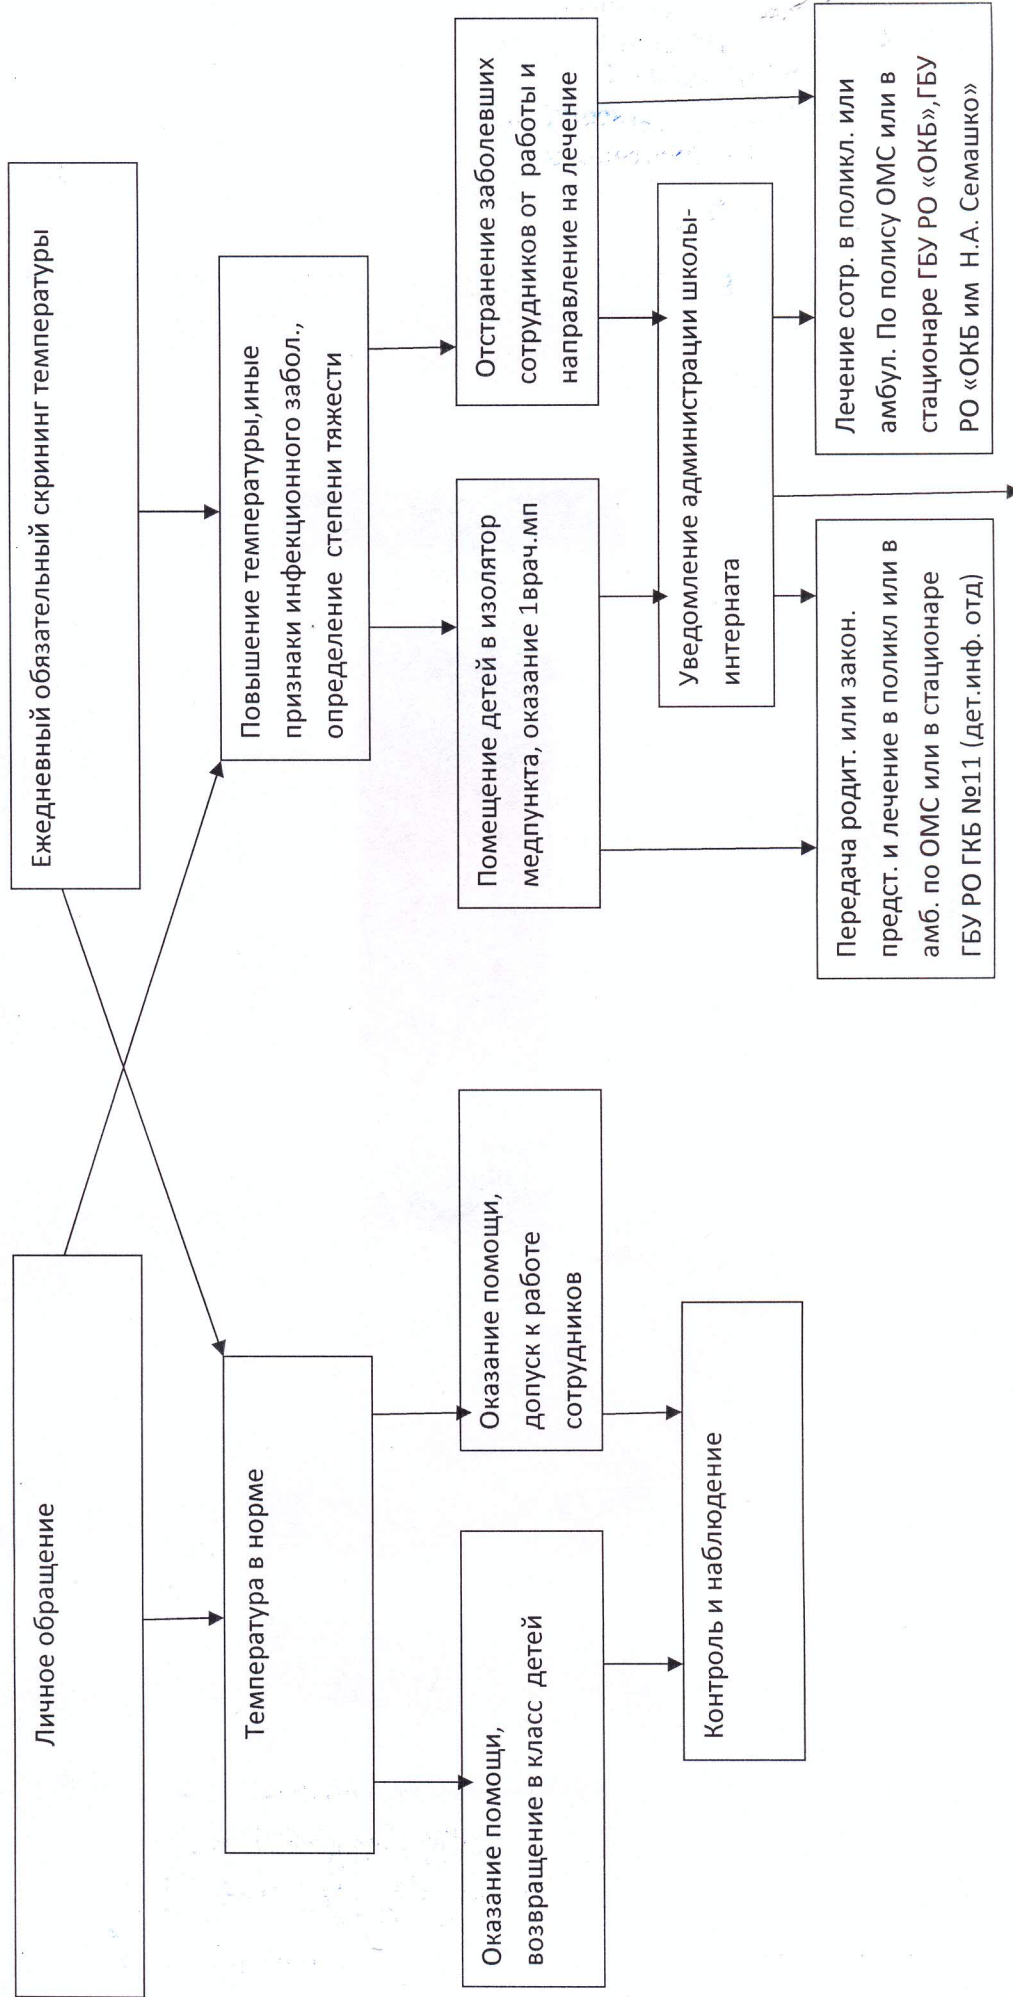 Личное обращение
Ежедневный обязательный скрининг температуры
Температура в норме
Повышение температуры,иные
признаки инфекционного забол.,
определение степени тяжести
Оказание помощи,
возвращение в класс детей
Оказание помощи,
допуск к работе
сотрудников
Помещение детей в изолятор
медпункта, оказание 1врач.мп
Отстранение заболевших
сотрудников от работы и
направление на лечение
Контроль и наблюдение
Уведомление администрации школы-
интерната
Передача родит. или закон.
предст. и лечение в поликл или в
амб. по ОМС или в стационаре
ГБУ РО ГКБ №11 (дет.инф. отд)
Лечение сотр. в поликл. или
амбул. По полису ОМС или в
стационаре ГБУ РО «ОКБ»,ГБУ
РО «ОКБ им Н.А. Семашко»